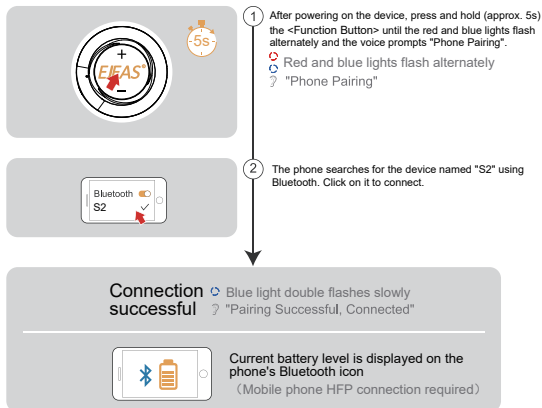 -5s-
+
EJEAS®
−
1
After powering on the device, press and hold (approx. 5s)
the <Function Button> until the red and blue lights flash
alternately and the voice prompts "Phone Pairing".
Red and blue lights flash alternately
"Phone Pairing"
2
The phone searches for the device named "S2" using
Bluetooth. Click on it to connect.
Bluetooth
S2
Connection
successful
Blue light double flashes slowly
"Pairing Successful, Connected"
Current battery level is displayed on the
phone's Bluetooth icon
（Mobile phone HFP connection required）